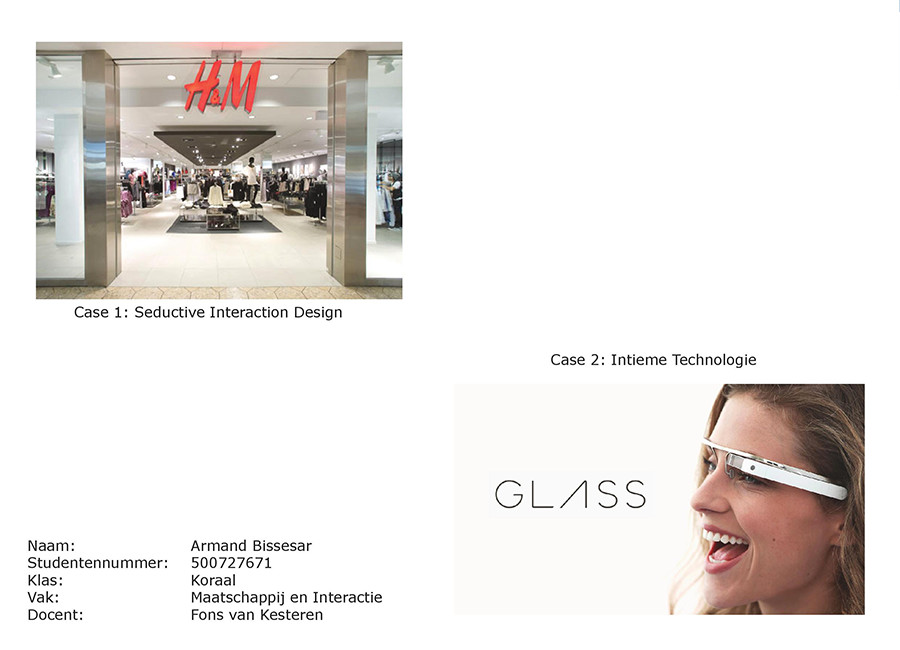 H&M
Case 1: Seductive Interaction Design
Case 2: Intieme Technologie
GLASS
Naam: Armand Bissesar
Studentennummer: 500727671
Klas: Koraal
Vak: Maatschappij en Interactie
Docent: Fons van Kesteren